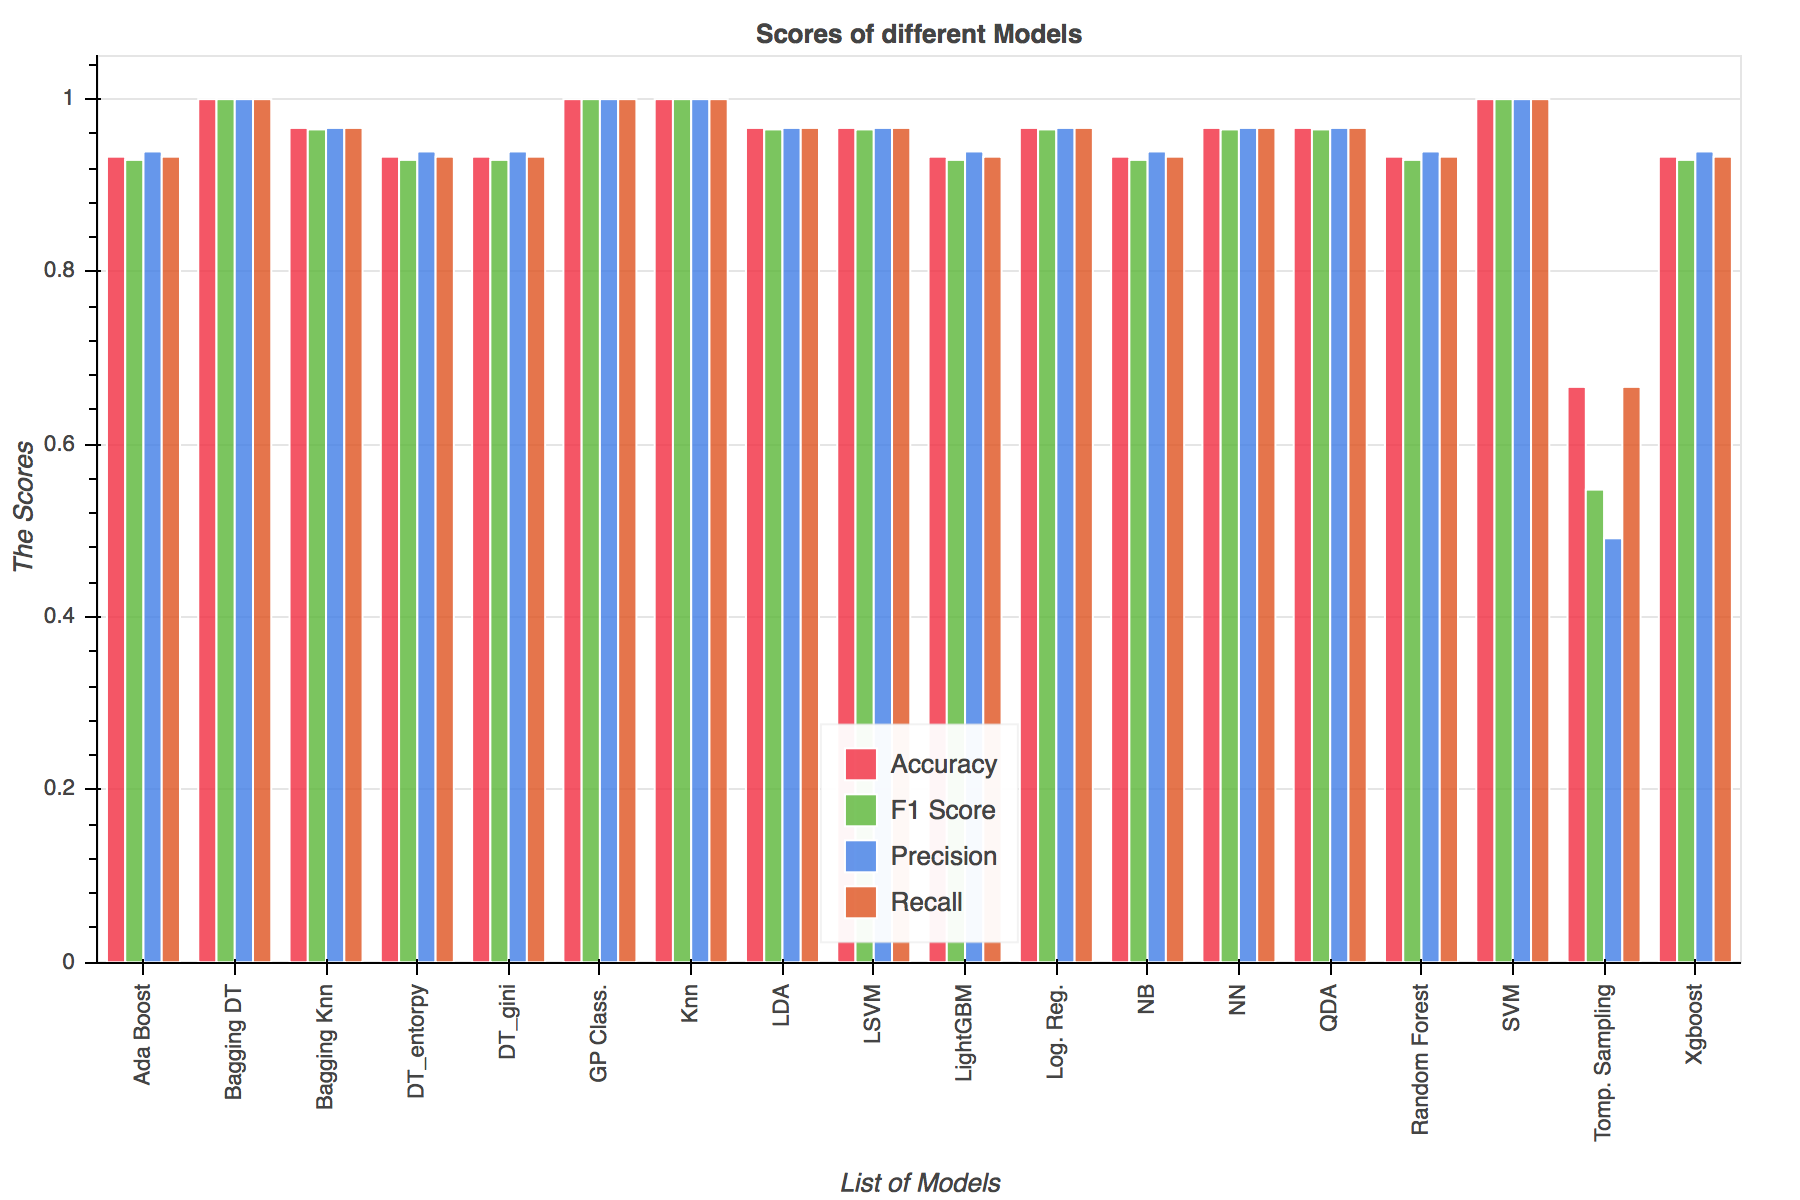 Scores of different Models
1
0.8
0.6
0.4
0.2
0
The Scores
Accuracy
F1 Score
Precision
Recall
Ada Boost
Bagging DT
Bagging Knn
DT_entorpy
DT_gini
GP Class.
Knn
LDA
LSVM
LightGBM
Log. Reg.
NB
NN
QDA
Random Forest
SVM
Tomp. Sampling
Xgboost
List of Models